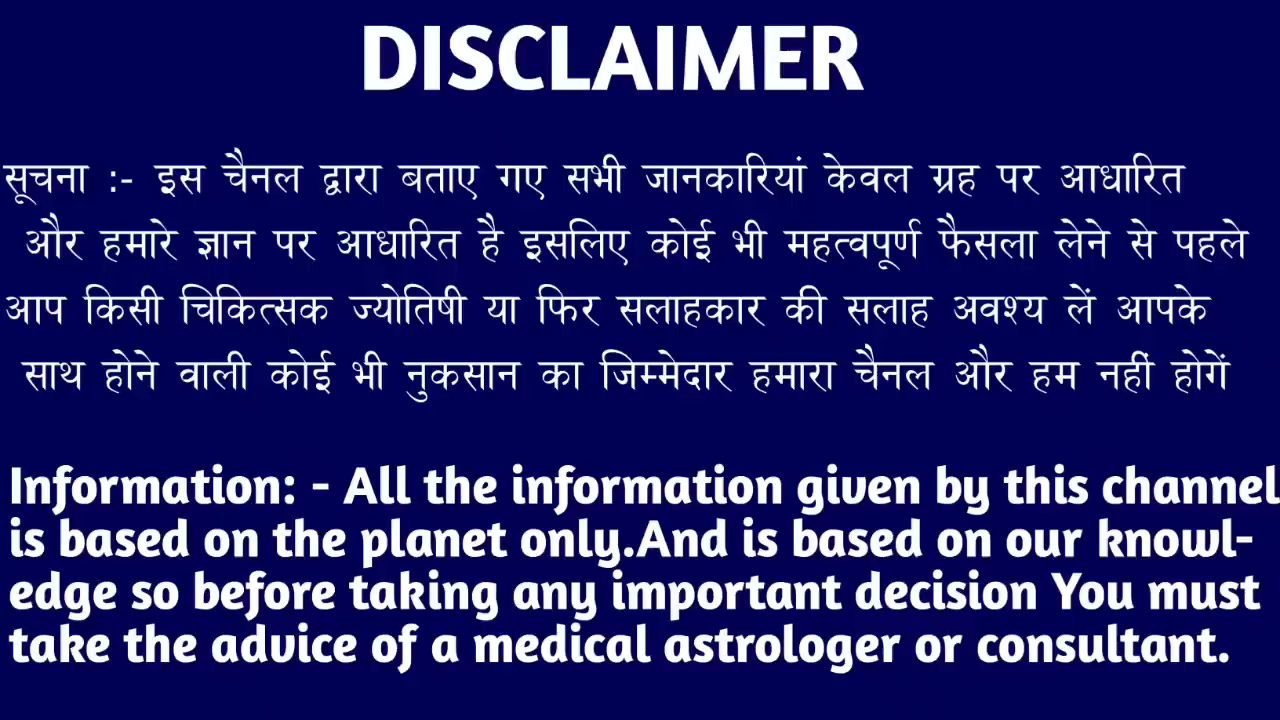 DISCLAIMER
सूचना :- इस चैनल द्वारा बताए गए सभी जानकारियां केवल ग्रह पर आधारित
और हमारे ज्ञान पर आधारित है इसलिए कोई भी महत्वपूर्ण फैसला लेने से पहले
आप किसी चिकित्सक ज्योतिषी या फिर सलाहकार की सलाह अवश्य लें आपके
साथ होने वाली कोई भी नुकसान का जिम्मेदार हमारा चैनल और हम नहीं होगें
Information: - All the information given by this channel
is based on the planet only.And is based on our knowl-
edge so before taking any important decision You must
take the advice of a medical astrologer or consultant.